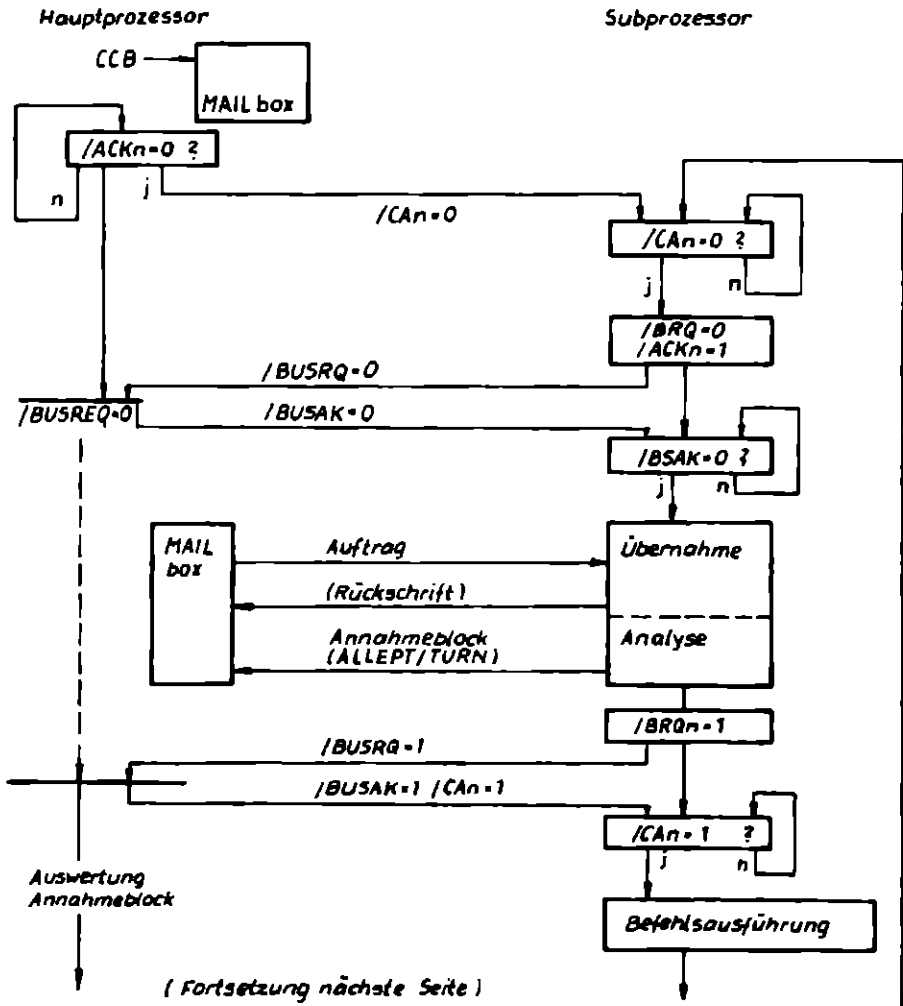 Hauptprozessor
Subprozessor
CCB
MAIL box
/ACKn=0 ?
n
j
/CAn=0
/CAn=0 ?
j
n
/BRQ=0
/ACKn=1
/BUSRQ=0
/BUSREQ=0
/BUSAK=0
/BSAK=0 ?
j
n
MAIL
box
Auftrag
(Rückschrift)
Annahmeblock
(ALLEPT/TURN)
Übernahme
Analyse
/BRQn=1
/BUSRQ=1
/BUSAK=1 /CAn=1
/CAn=1 ?
j
n
Auswertung
Annahmeblock
Befehlsausführung
(Fortsetzung nächste Seite)